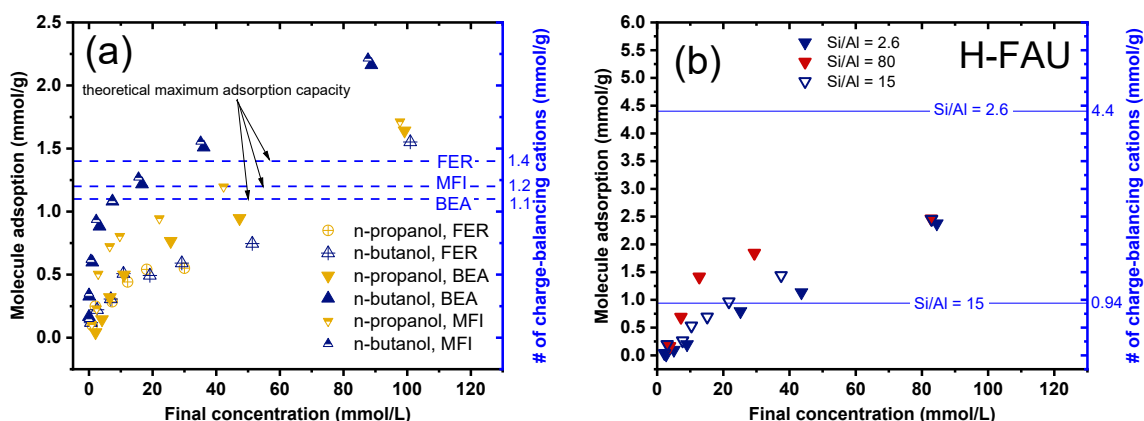 (a)
2.5
2.0
1.5
1.0
0.5
0.0
Molecule adsoption (mmol/g)
theoretical maximum adsorption capacity
FER
1.4
MFI
1.2
BEA
1.1
n-propanol, FER
n-butanol, FER
n-propanol, BEA
n-butanol, BEA
n-propanol, MFI
n-butanol, MFI
0 20 40 60 80 100 120
Final concentration (mmol/L)
# of charge-balancing cations (mmol/g)
(b)
H-FAU
6.0
5.5
5.0
4.5
4.0
3.5
3.0
2.5
2.0
1.5
1.0
0.5
0.0
Molecule adsorption (mmol/g)
Si/Al = 2.6
Si/Al = 80
Si/Al = 15
Si/Al = 2.6
4.4
Si/Al = 15
0.94
0 20 40 60 80 100 120
Final concentration (mmol/L)
# of charge-balancing cations (mmol/g)